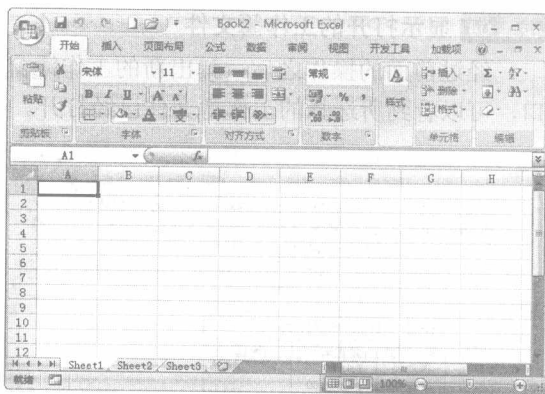 Book2 - Microsoft Excel
开始 插入 页面布局 公式 数据 审阅 视图 开发工具 加载项
宋体 11 常规 插入 Σ
粘贴 B I U A A % , 样式 删除
A 格式
剪贴板 字体 对齐方式 数字 单元格 编辑
A1 fx
A B C D E F G H
1
2
3
4
5
6
7
8
9
10
11
12
Sheet1 Sheet2 Sheet3
就绪 100%